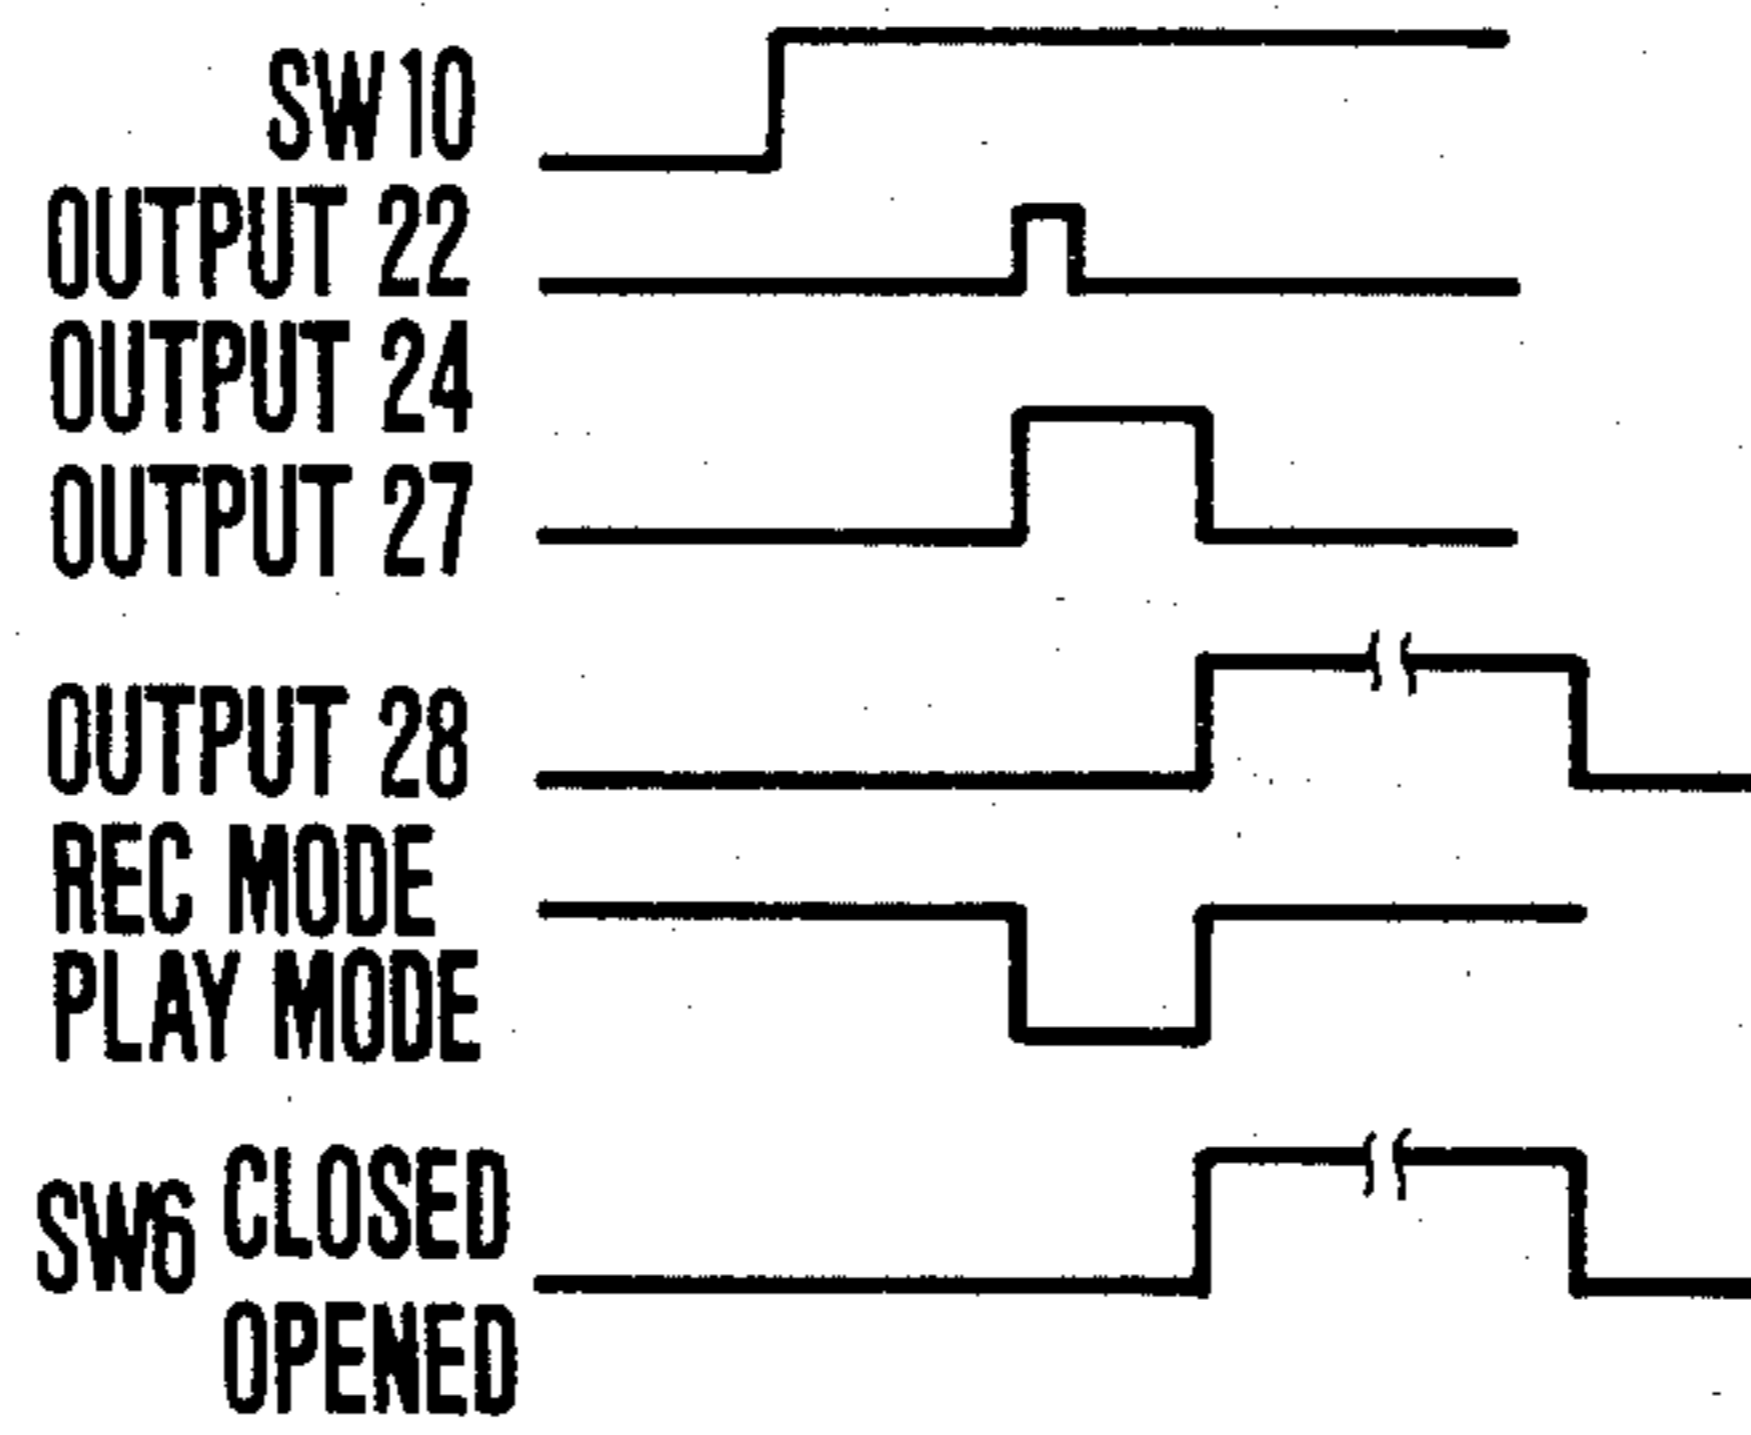 SW10
OUTPUT 22
OUTPUT 24
OUTPUT 27
OUTPUT 28
REC MODE
PLAY MODE
SW6 CLOSED
OPENED